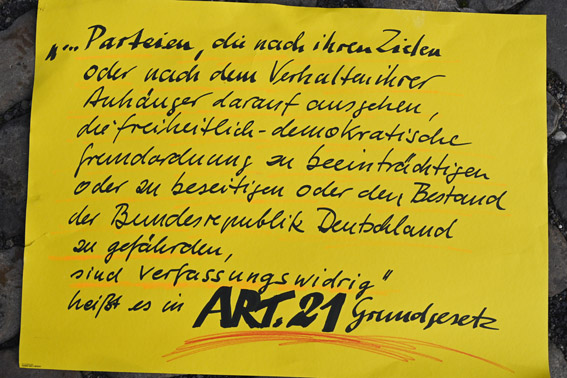 „... Parteien, die nach ihren Zielen
oder nach dem Verhalten ihrer
Anhänger darauf ausgehen,
die freiheitlich-demokratische
Grundordnung zu beeinträchtigen
oder zu beseitigen oder den Bestand
der Bundesrepublik Deutschland
zu gefährden,
sind verfassungswidrig"
heißt es in ART. 21 Grundgesetz